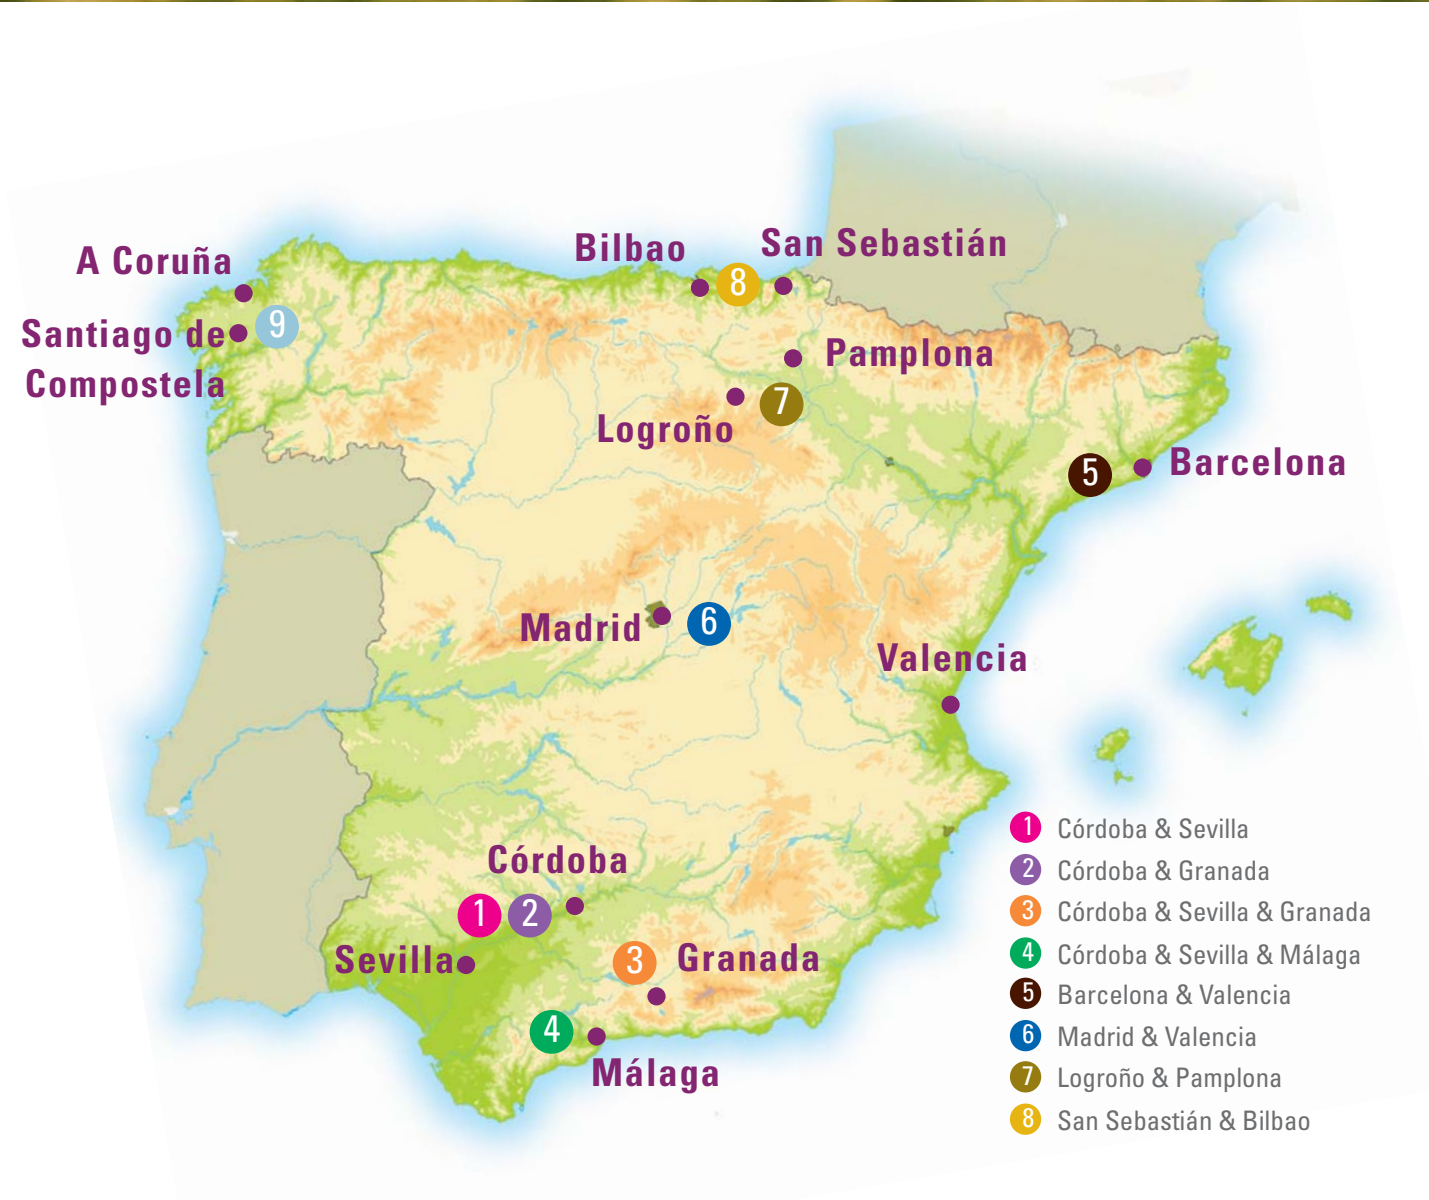 Bilbao
San Sebastián
A Coruña
8
9
Santiago de
Compostela
Pamplona
7
Logroño
5
Barcelona
Madrid
6
Valencia
Córdoba
1
2
Sevilla
3
Granada
4
Málaga
1 Córdoba & Sevilla
2 Córdoba & Granada
3 Córdoba & Sevilla & Granada
4 Córdoba & Sevilla & Málaga
5 Barcelona & Valencia
6 Madrid & Valencia
7 Logroño & Pamplona
8 San Sebastián & Bilbao